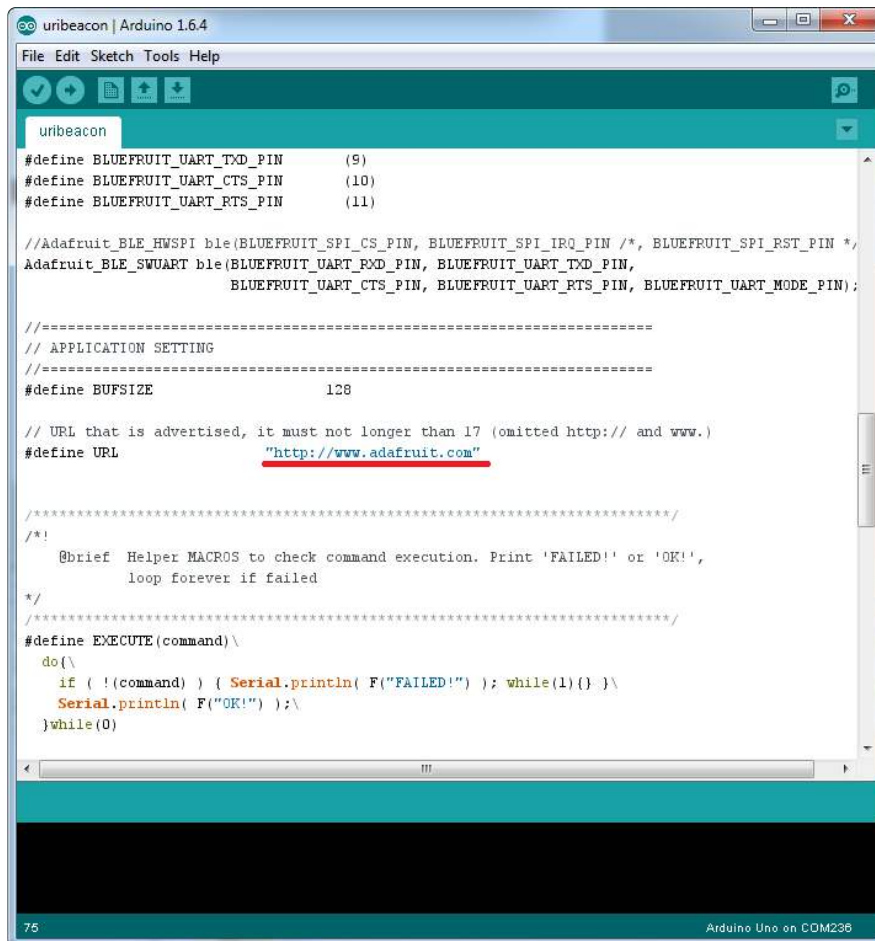 uribeacon | Arduino 1.6.4
File Edit Sketch Tools Help
uribeacon
#define BLUEFRUIT_UART_TXD_PIN (9)
#define BLUEFRUIT_UART_CTS_PIN (10)
#define BLUEFRUIT_UART_RTS_PIN (11)
//Adafruit_BLE_HWSPI ble(BLUEFRUIT_SPI_CS_PIN, BLUEFRUIT_SPI_IRQ_PIN /*, BLUEFRUIT_SPI_RST_PIN */
Adafruit_BLE_SWUART ble(BLUEFRUIT_UART_RXD_PIN, BLUEFRUIT_UART_TXD_PIN,
BLUEFRUIT_UART_CTS_PIN, BLUEFRUIT_UART_RTS_PIN, BLUEFRUIT_UART_MODE_PIN);
//=======================================================================
// APPLICATION SETTING
//=======================================================================
#define BUFSIZE 128
// URL that is advertised, it must not longer than 17 (omitted http:// and www.)
#define URL "http://www.adafruit.com"
/**************************************************************************/
/*!
@brief Helper MACROS to check command execution. Print 'FAILED!' or 'OK!',
loop forever if failed
*/
/**************************************************************************/
#define EXECUTE(command)\
do{\
if ( !(command) ) { Serial.println( F("FAILED!") ); while(1){} }\
Serial.println( F("OK!") );\
}while(0)
75
Arduino Uno on COM236